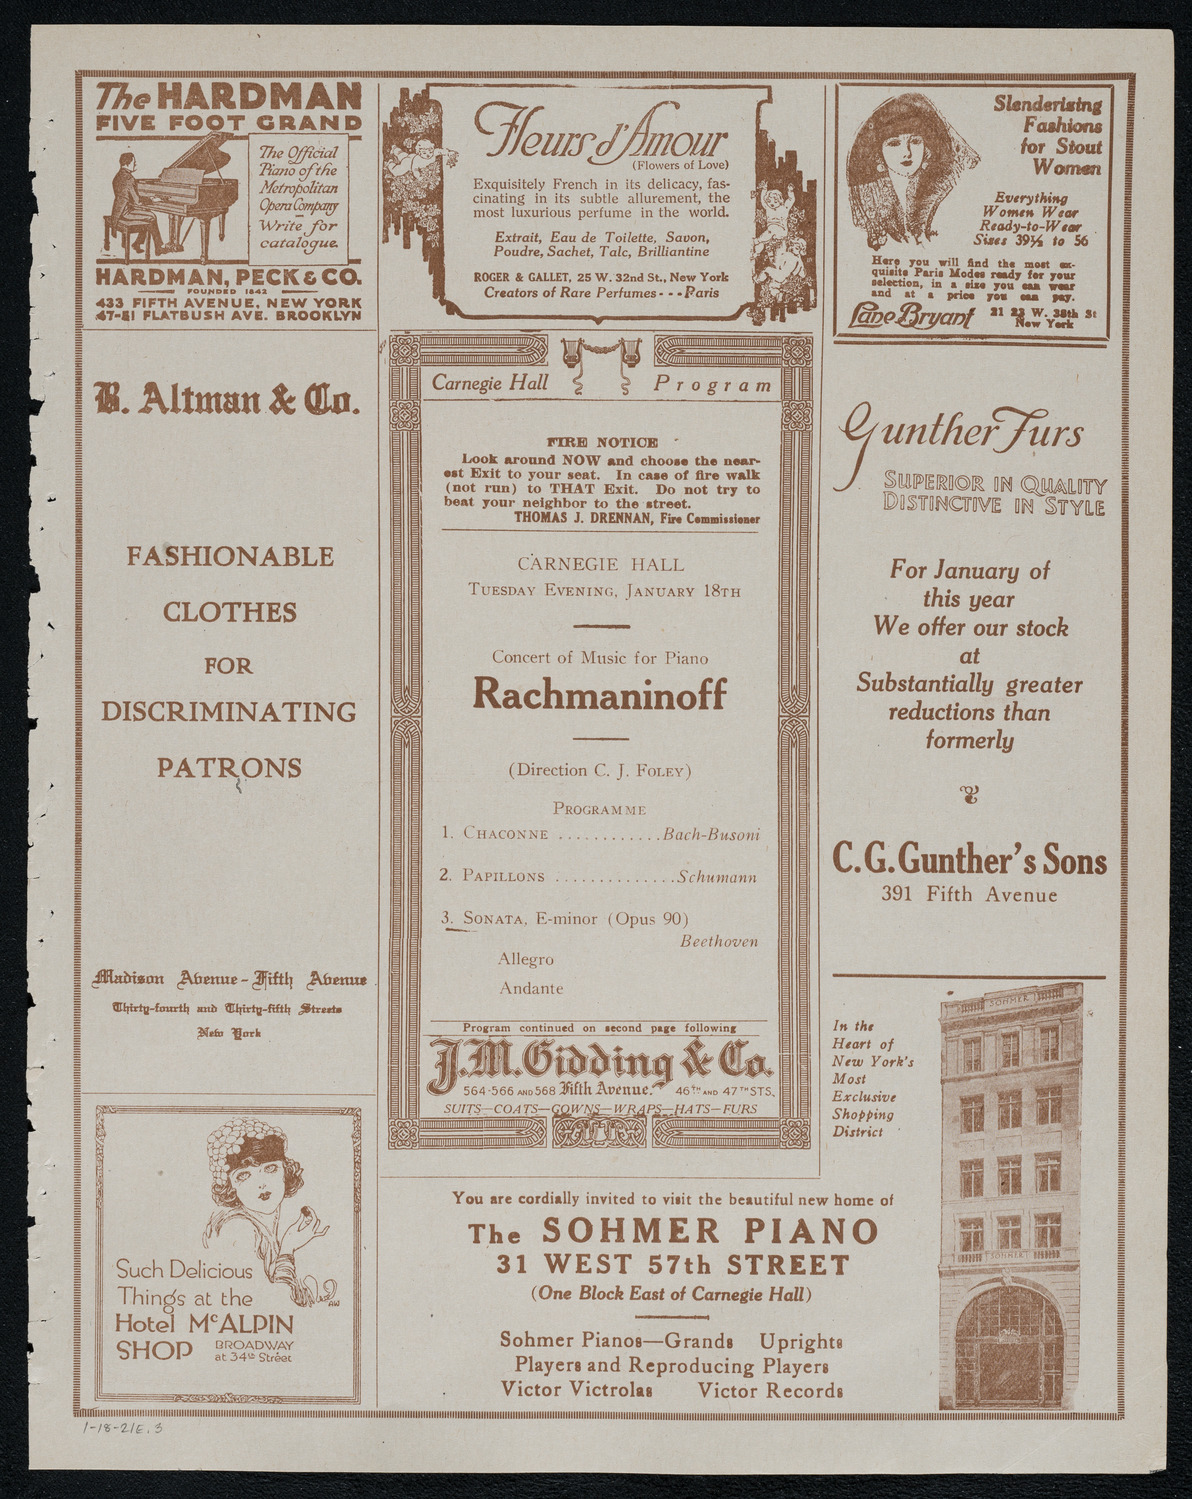 The HARDMAN
FIVE FOOT GRAND
The Official
Piano of the
Metropolitan
Opera Company
Write for
catalogue.
HARDMAN, PECK & CO.
FOUNDED 1842
433 FIFTH AVENUE, NEW YORK
47-51 FLATBUSH AVE. BROOKLYN
Fleurs d'Amour
(Flowers of Love)
Exquisitely French in its delicacy, fas-
cinating in its subtle allurement, the
most luxurious perfume in the world.
Extrait, Eau de Toilette, Savon,
Poudre, Sachet, Talc, Brilliantine
ROGER & GALLET, 25 W. 32nd St., New York
Creators of Rare Perfumes - - - Paris
Slenderizing
Fashions
for Stout
Women
Everything
Women Wear
Ready-to-Wear
Sizes 39½ to 56
Here you will find the most ex-
quisite Paris Modes ready for your
selection, in a size you can wear
and at a price you can pay.
Lane Bryant
21 23 W. 38th St
New York
B. Altman & Co.
FASHIONABLE
CLOTHES
FOR
DISCRIMINATING
PATRONS
Madison Avenue - Fifth Avenue
Thirty-fourth and Thirty-fifth Streets
New York
Carnegie Hall Program
FIRE NOTICE
Look around NOW and choose the near-
est Exit to your seat. In case of fire walk
(not run) to THAT Exit. Do not try to
beat your neighbor to the street.
THOMAS J. DRENNAN, Fire Commissioner
CARNEGIE HALL
TUESDAY EVENING, JANUARY 18TH
Concert of Music for Piano
Rachmaninoff
(Direction C. J. FOLEY)
PROGRAMME
1. CHACONNE ............Bach-Busoni
2. PAPILLONS ..............Schumann
3. SONATA, E-minor (Opus 90)
Beethoven
Allegro
Andante
Program continued on second page following
J.M. Gidding & Co.
564-566 AND 568 Fifth Avenue. 46TH AND 47TH STS.
SUITS—COATS—GOWNS—WRAPS—HATS—FURS
Gunther Furs
SUPERIOR IN QUALITY
DISTINCTIVE IN STYLE
For January of
this year
We offer our stock
at
Substantially greater
reductions than
formerly
C.G. Gunther's Sons
391 Fifth Avenue
Such Delicious
Things at the
Hotel McALPIN
SHOP BROADWAY
at 34th Street
You are cordially invited to visit the beautiful new home of
The SOHMER PIANO
31 WEST 57th STREET
(One Block East of Carnegie Hall)
Sohmer Pianos—Grands Uprights
Players and Reproducing Players
Victor Victrolas Victor Records
In the
Heart of
New York's
Most
Exclusive
Shopping
District
SOHMER
SOHMER
1-18-21E. 3